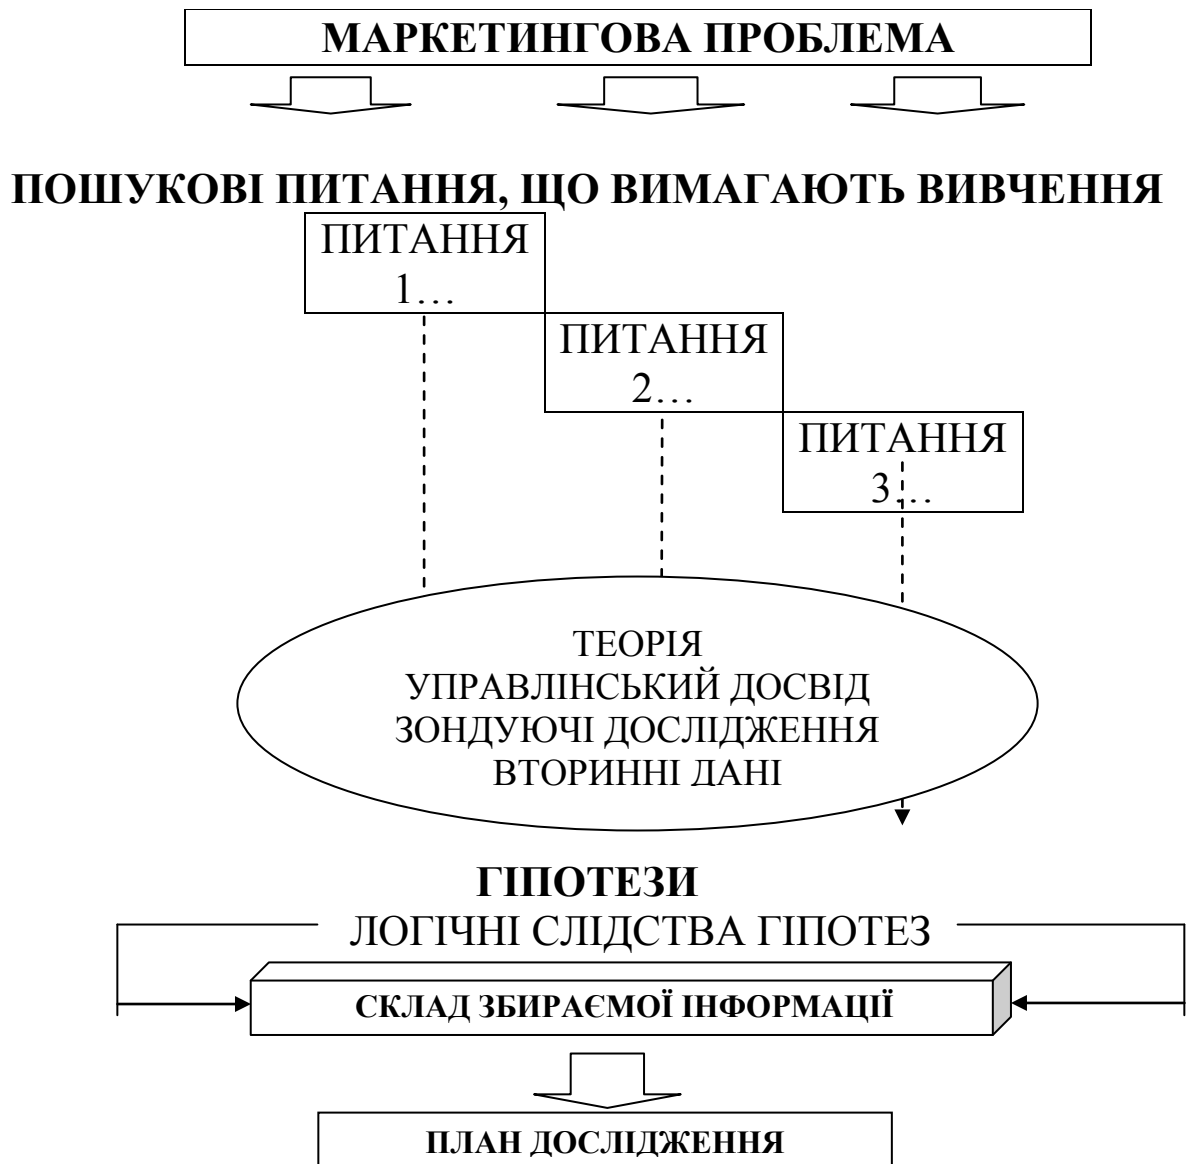 МАРКЕТИНГОВА ПРОБЛЕМА
ПОШУКОВІ ПИТАННЯ, ЩО ВИМАГАЮТЬ ВИВЧЕННЯ
ПИТАННЯ
1…
ПИТАННЯ
2…
ПИТАННЯ
3…
ТЕОРІЯ
УПРАВЛІНСЬКИЙ ДОСВІД
ЗОНДУЮЧІ ДОСЛІДЖЕННЯ
ВТОРИННІ ДАНІ
ГІПОТЕЗИ
ЛОГІЧНІ СЛІДСТВА ГІПОТЕЗ
СКЛАД ЗБИРАЄМОЇ ІНФОРМАЦІЇ
ПЛАН ДОСЛІДЖЕННЯ